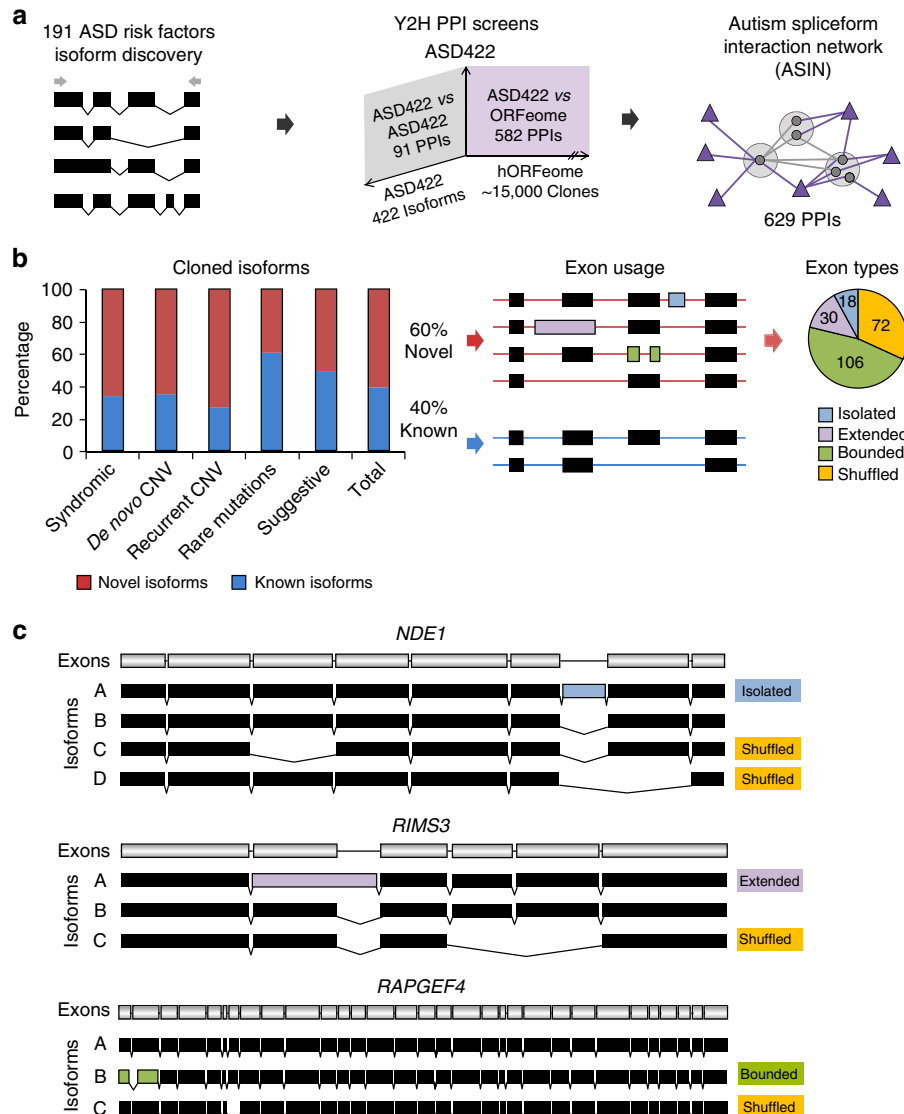 a
191 ASD risk factors
isoform discovery
Y2H PPI screens
ASD422
ASD422 vs
ASD422
91 PPIs
ASD422 vs
ORFeome
582 PPIs
ASD422
422 Isoforms
hORFeome
~15,000 Clones
Autism spliceform
interaction network
(ASIN)
629 PPIs
b
Cloned isoforms
Percentage
100
80
60
40
20
0
Syndromic
De novo CNV
Recurrent CNV
Rare mutations
Suggestive
Total
Novel isoforms
Known isoforms
60%
Novel
40%
Known
Exon usage
Exon types
18
72
30
106
Isolated
Extended
Bounded
Shuffled
c
NDE1
Exons
Isoforms
A
Isolated
B
C
Shuffled
D
Shuffled
RIMS3
Exons
Isoforms
A
Extended
B
C
Shuffled
RAPGEF4
Exons
Isoforms
A
B
Bounded
C
Shuffled